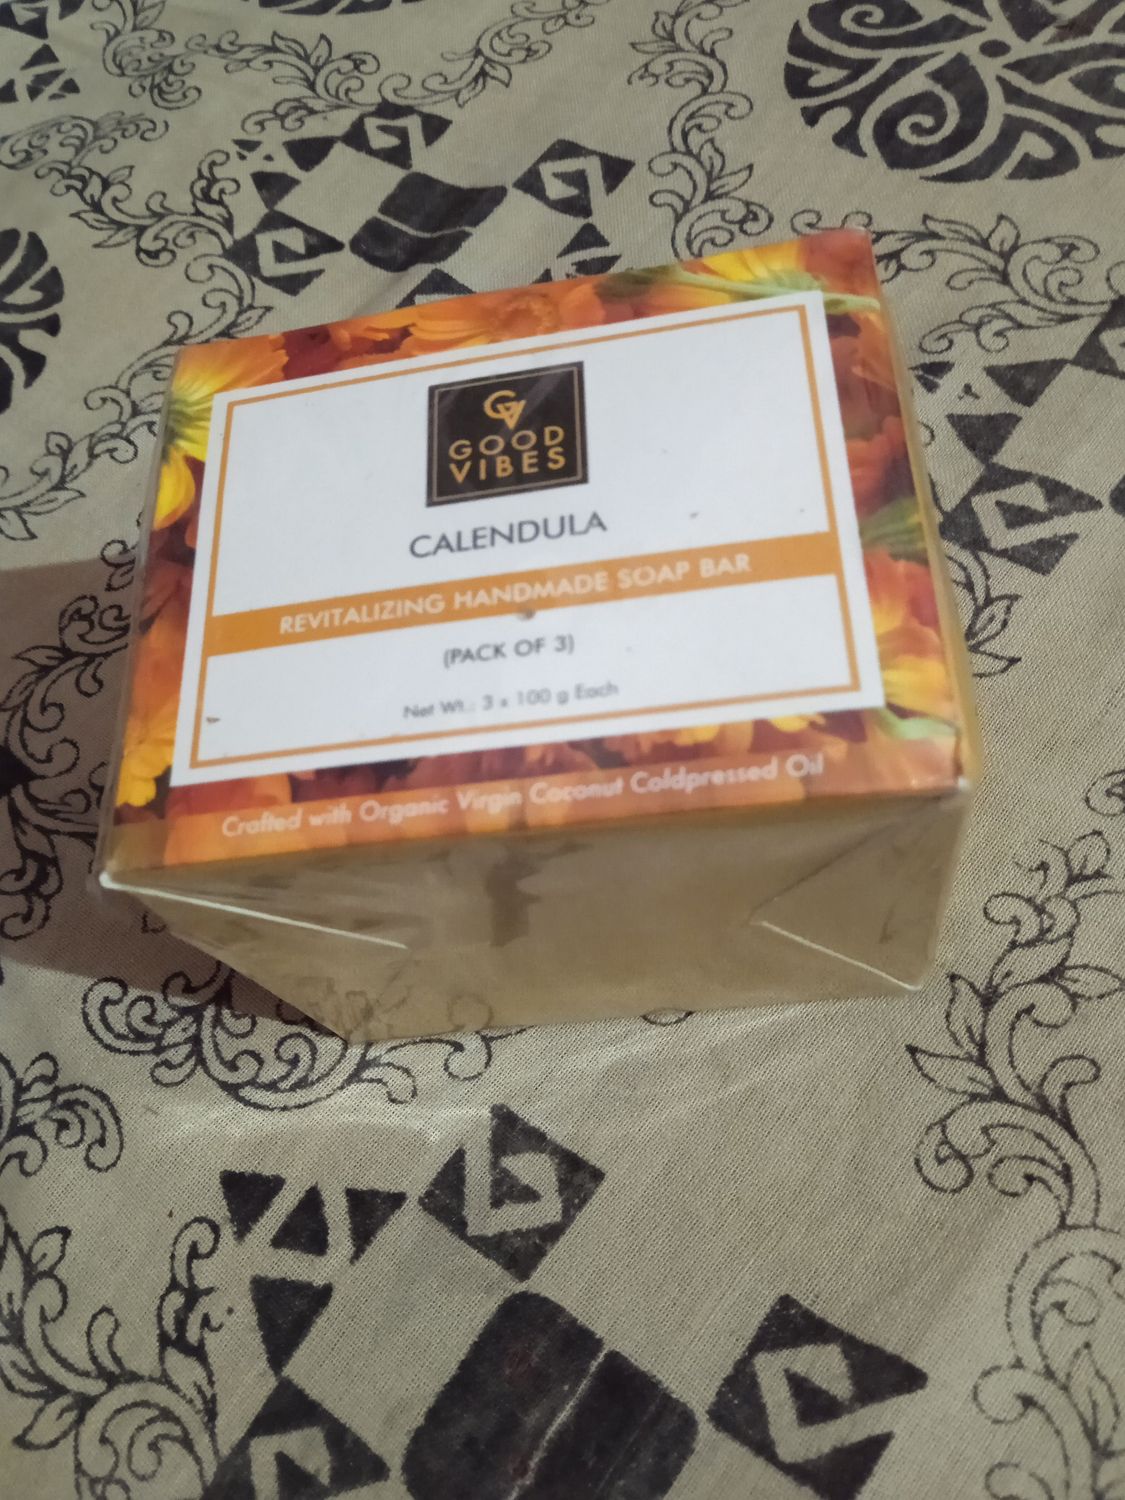 GV
GOOD
VIBES
CALENDULA
REVITALIZING HANDMADE SOAP BAR
(PACK OF 3)
Net Wt.: 3 x 100 g Each
Crafted with Organic Virgin Coconut Coldpressed Oil